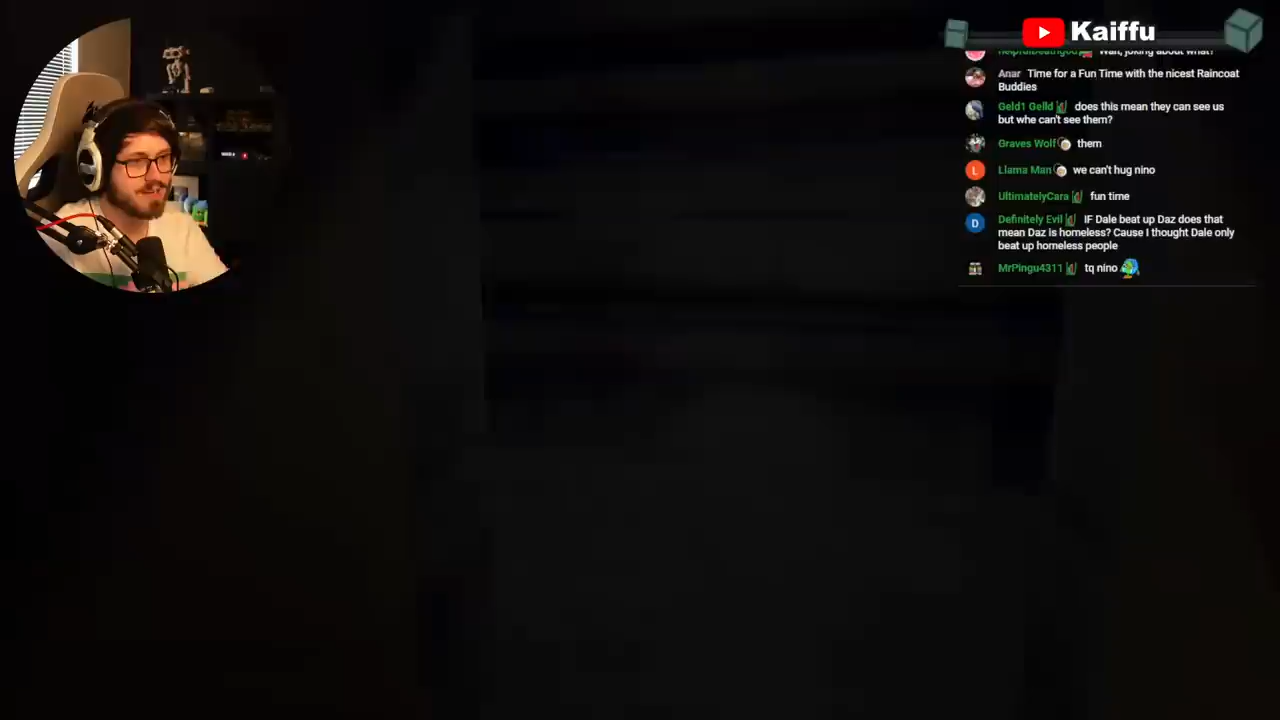 Kaiffu
Wait, joking about what?
Anar Time for a Fun Time with the nicest Raincoat
Buddies
Geld1 Gelld does this mean they can see us
but whe can't see them?
Graves Wolf them
L Llama Man we can't hug nino
UltimatelyCara fun time
D Definitely Evil IF Dale beat up Daz does that
mean Daz is homeless? Cause I thought Dale only
beat up homeless people
MrPingu4311 tq nino